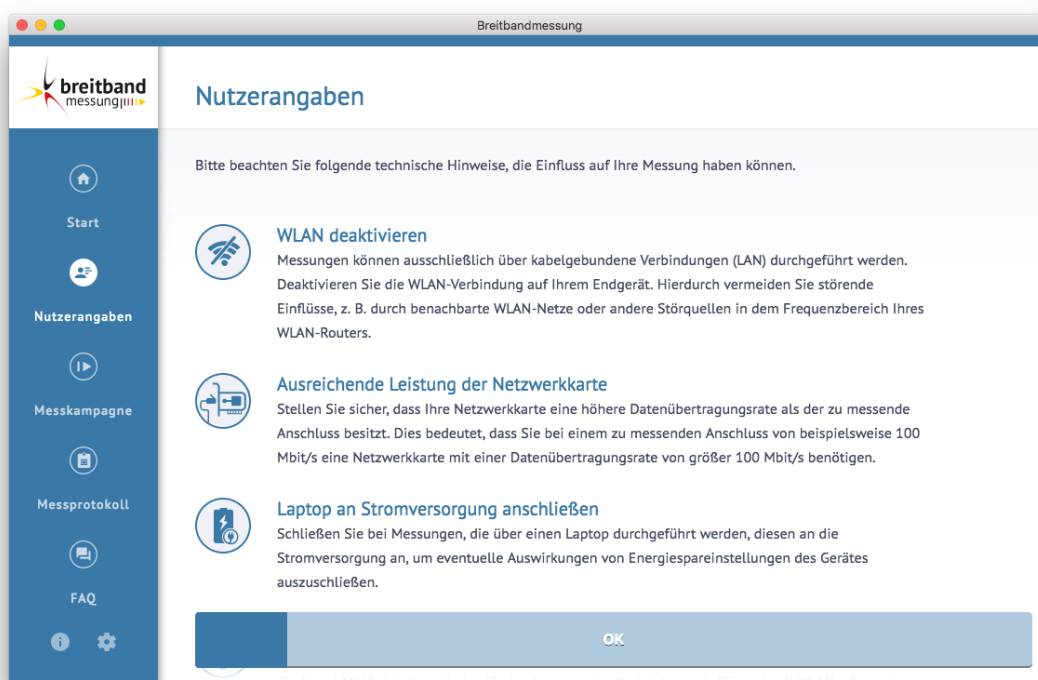 Breitbandmessung
breitband
messung
Nutzerangaben
Bitte beachten Sie folgende technische Hinweise, die Einfluss auf Ihre Messung haben können.
Start
Nutzerangaben
Messkampagne
Messprotokoll
FAQ
WLAN deaktivieren
Messungen können ausschließlich über kabelgebundene Verbindungen (LAN) durchgeführt werden.
Deaktivieren Sie die WLAN-Verbindung auf Ihrem Endgerät. Hierdurch vermeiden Sie störende
Einflüsse, z. B. durch benachbarte WLAN-Netze oder andere Störquellen in dem Frequenzbereich Ihres
WLAN-Routers.
Ausreichende Leistung der Netzwerkkarte
Stellen Sie sicher, dass Ihre Netzwerkkarte eine höhere Datenübertragungsrate als der zu messende
Anschluss besitzt. Dies bedeutet, dass Sie bei einem zu messenden Anschluss von beispielsweise 100
Mbit/s eine Netzwerkkarte mit einer Datenübertragungsrate von größer 100 Mbit/s benötigen.
Laptop an Stromversorgung anschließen
Schließen Sie bei Messungen, die über einen Laptop durchgeführt werden, diesen an die
Stromversorgung an, um eventuelle Auswirkungen von Energiespareinstellungen des Gerätes
auszuschließen.
OK